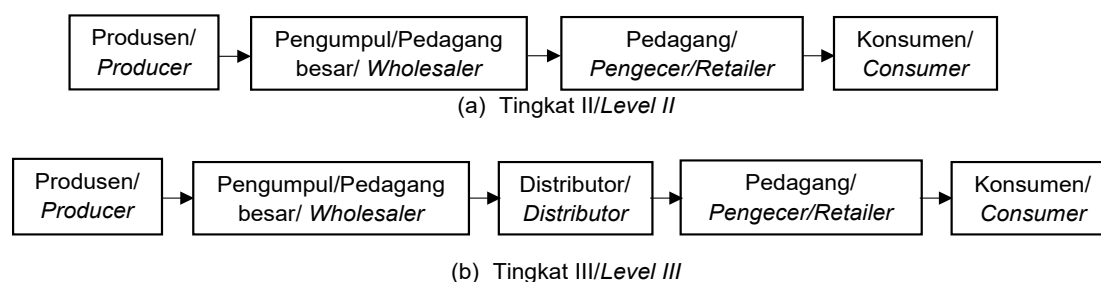 Produsen/
Producer
Pengumpul/Pedagang
besar/ Wholesaler
Pedagang/
Pengecer/Retailer
Konsumen/
Consumer
(a) Tingkat II/Level II
Produsen/
Producer
Pengumpul/Pedagang
besar/ Wholesaler
Distributor/
Distributor
Pedagang/
Pengecer/Retailer
Konsumen/
Consumer
(b) Tingkat III/Level III